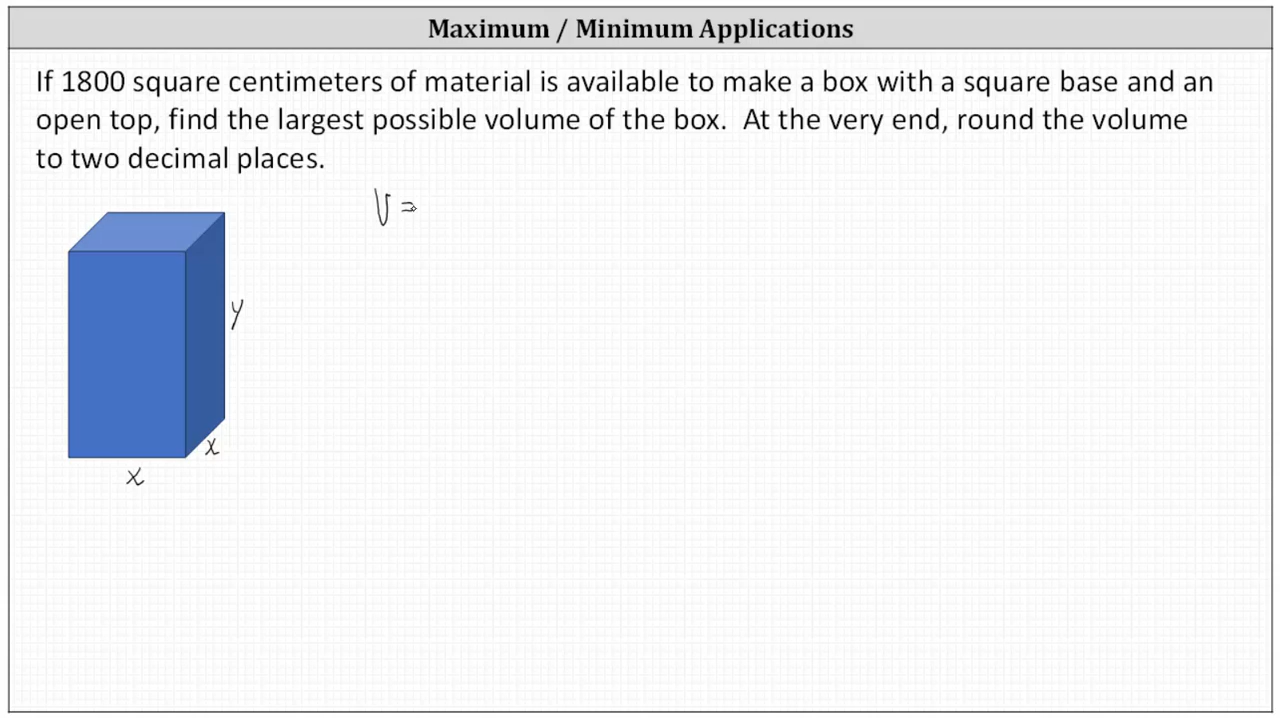 Maximum / Minimum Applications
If 1800 square centimeters of material is available to make a box with a square base and an
open top, find the largest possible volume of the box.  At the very end, round the volume
to two decimal places.
V =
y
x
x